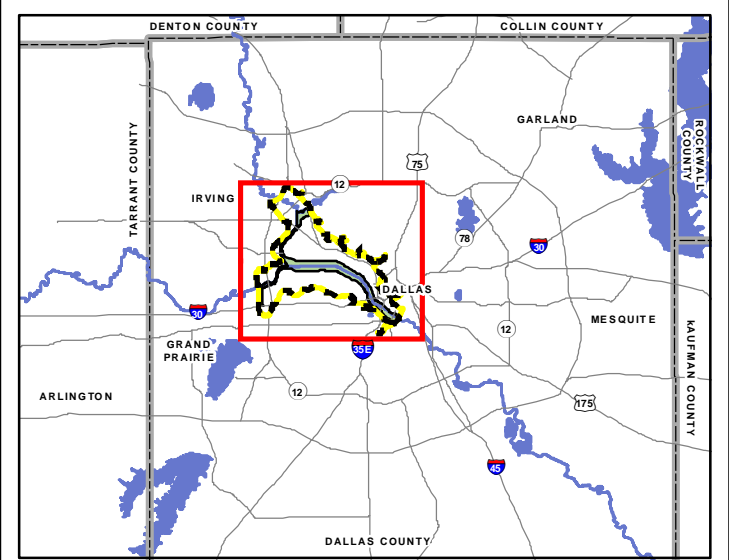 DENTON COUNTY
COLLIN COUNTY
TARRANT COUNTY
ROCKWALL
COUNTY
GARLAND
75
12
IRVING
78
30
DALLAS
30
MESQUITE
12
GRAND
PRAIRIE
35E
KAUFMAN COUNTY
12
ARLINGTON
175
45
DALLAS COUNTY